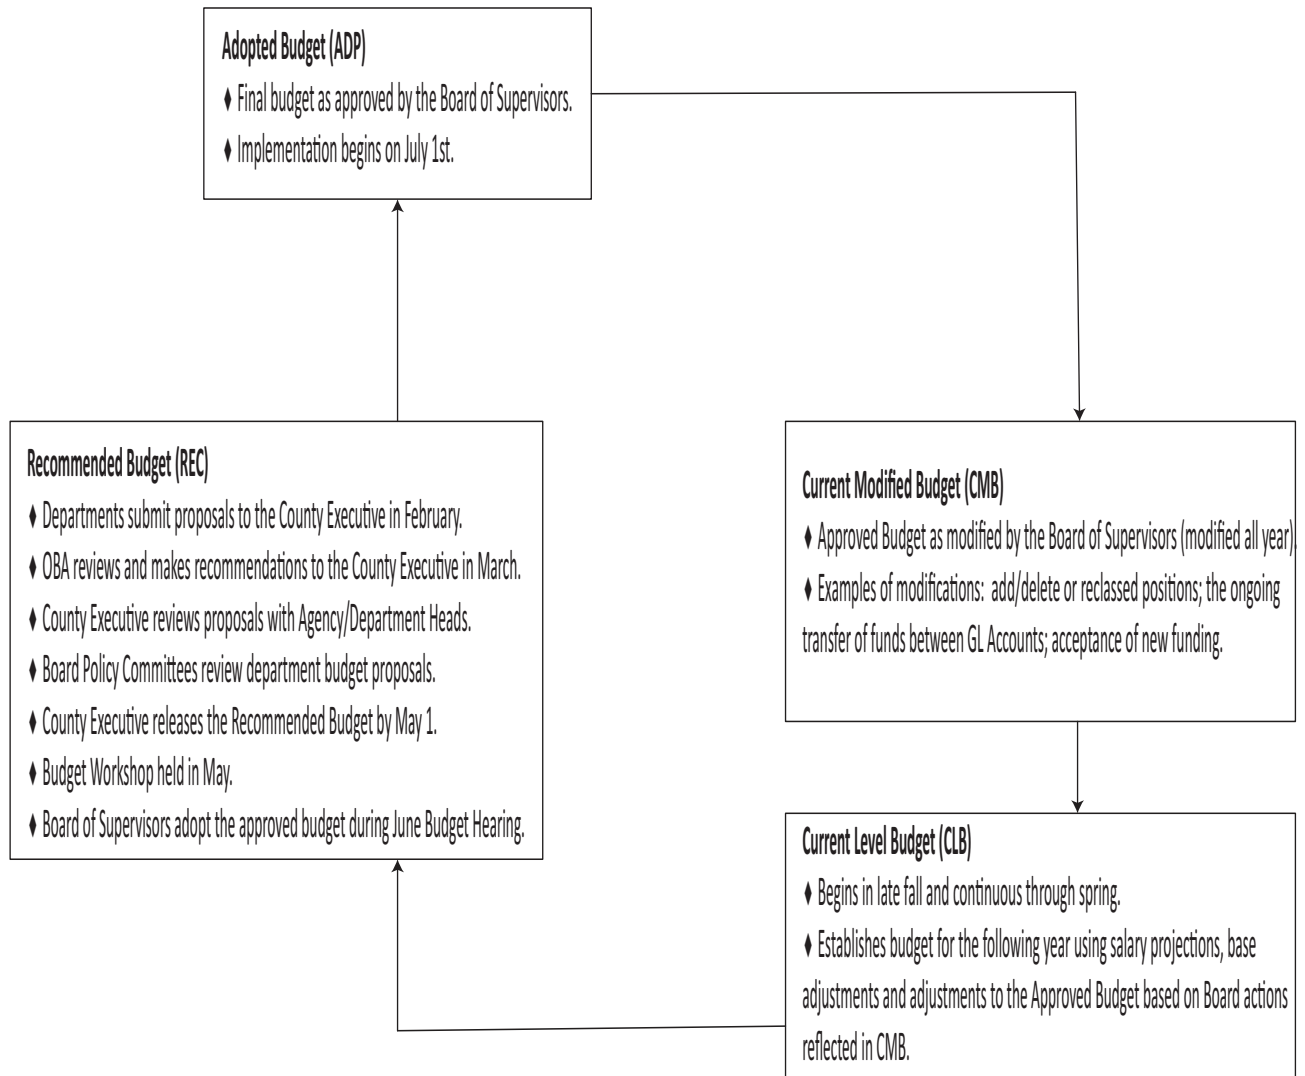 Adopted Budget (ADP)
♦ Final budget as approved by the Board of Supervisors.
♦ Implementation begins on July 1st.
Recommended Budget (REC)
♦ Departments submit proposals to the County Executive in February.
♦ OBA reviews and makes recommendations to the County Executive in March.
♦ County Executive reviews proposals with Agency/Department Heads.
♦ Board Policy Committees review department budget proposals.
♦ County Executive releases the Recommended Budget by May 1.
♦ Budget Workshop held in May.
♦ Board of Supervisors adopt the approved budget during June Budget Hearing.
Current Modified Budget (CMB)
♦ Approved Budget as modified by the Board of Supervisors (modified all year).
♦ Examples of modifications: add/delete or reclassed positions; the ongoing
transfer of funds between GL Accounts; acceptance of new funding.
Current Level Budget (CLB)
♦ Begins in late fall and continuous through spring.
♦ Establishes budget for the following year using salary projections, base
adjustments and adjustments to the Approved Budget based on Board actions
reflected in CMB.